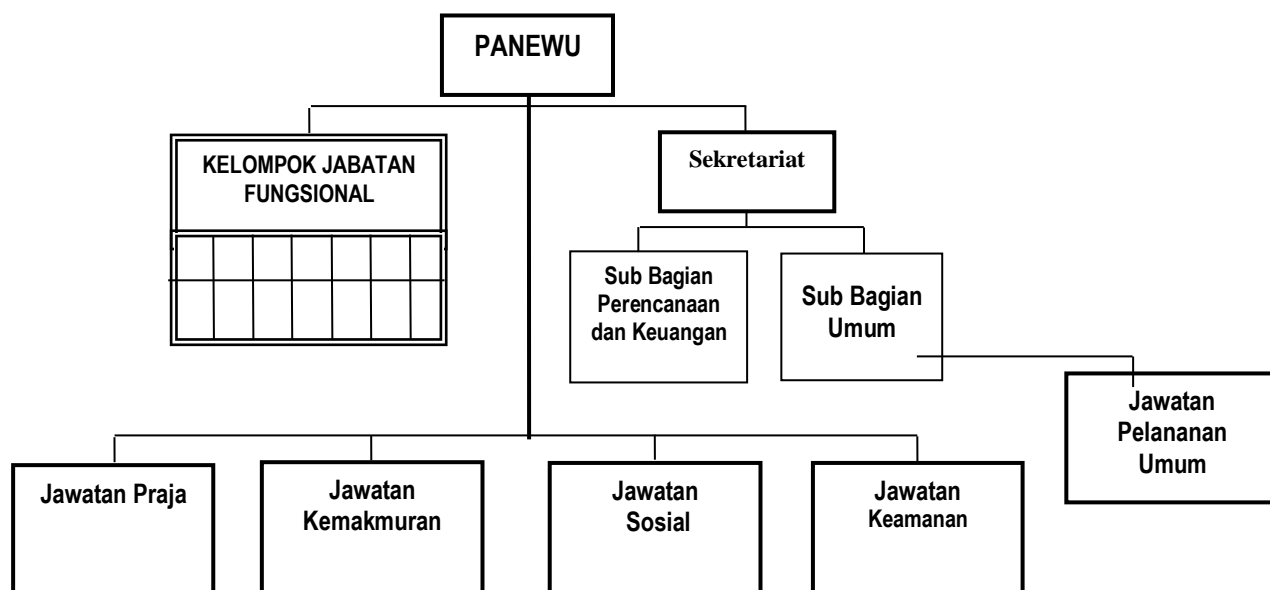 PANEWU
KELOMPOK JABATAN
FUNGSIONAL
Sekretariat
Sub Bagian
Perencanaan
dan Keuangan
Sub Bagian
Umum
Jawatan
Pelananan
Umum
Jawatan Praja
Jawatan
Kemakmuran
Jawatan
Sosial
Jawatan
Keamanan